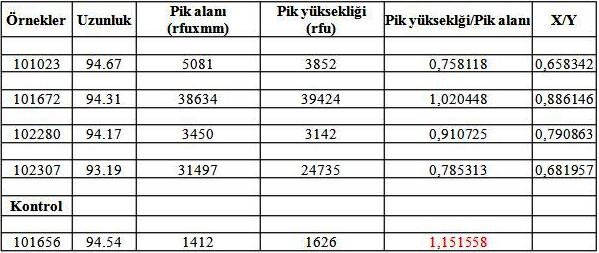 Örnekler Uzunluk Pik alanı (rfuxmm) Pik yüksekliği (rfu) Pik yükseklği/Pik alanı X/Y
101023 94.67 5081 3852 0,758118 0,658342
101672 94.31 38634 39424 1,020448 0,886146
102280 94.17 3450 3142 0,910725 0,790863
102307 93.19 31497 24735 0,785313 0,681957
Kontrol
101656 94.54 1412 1626 1,151558